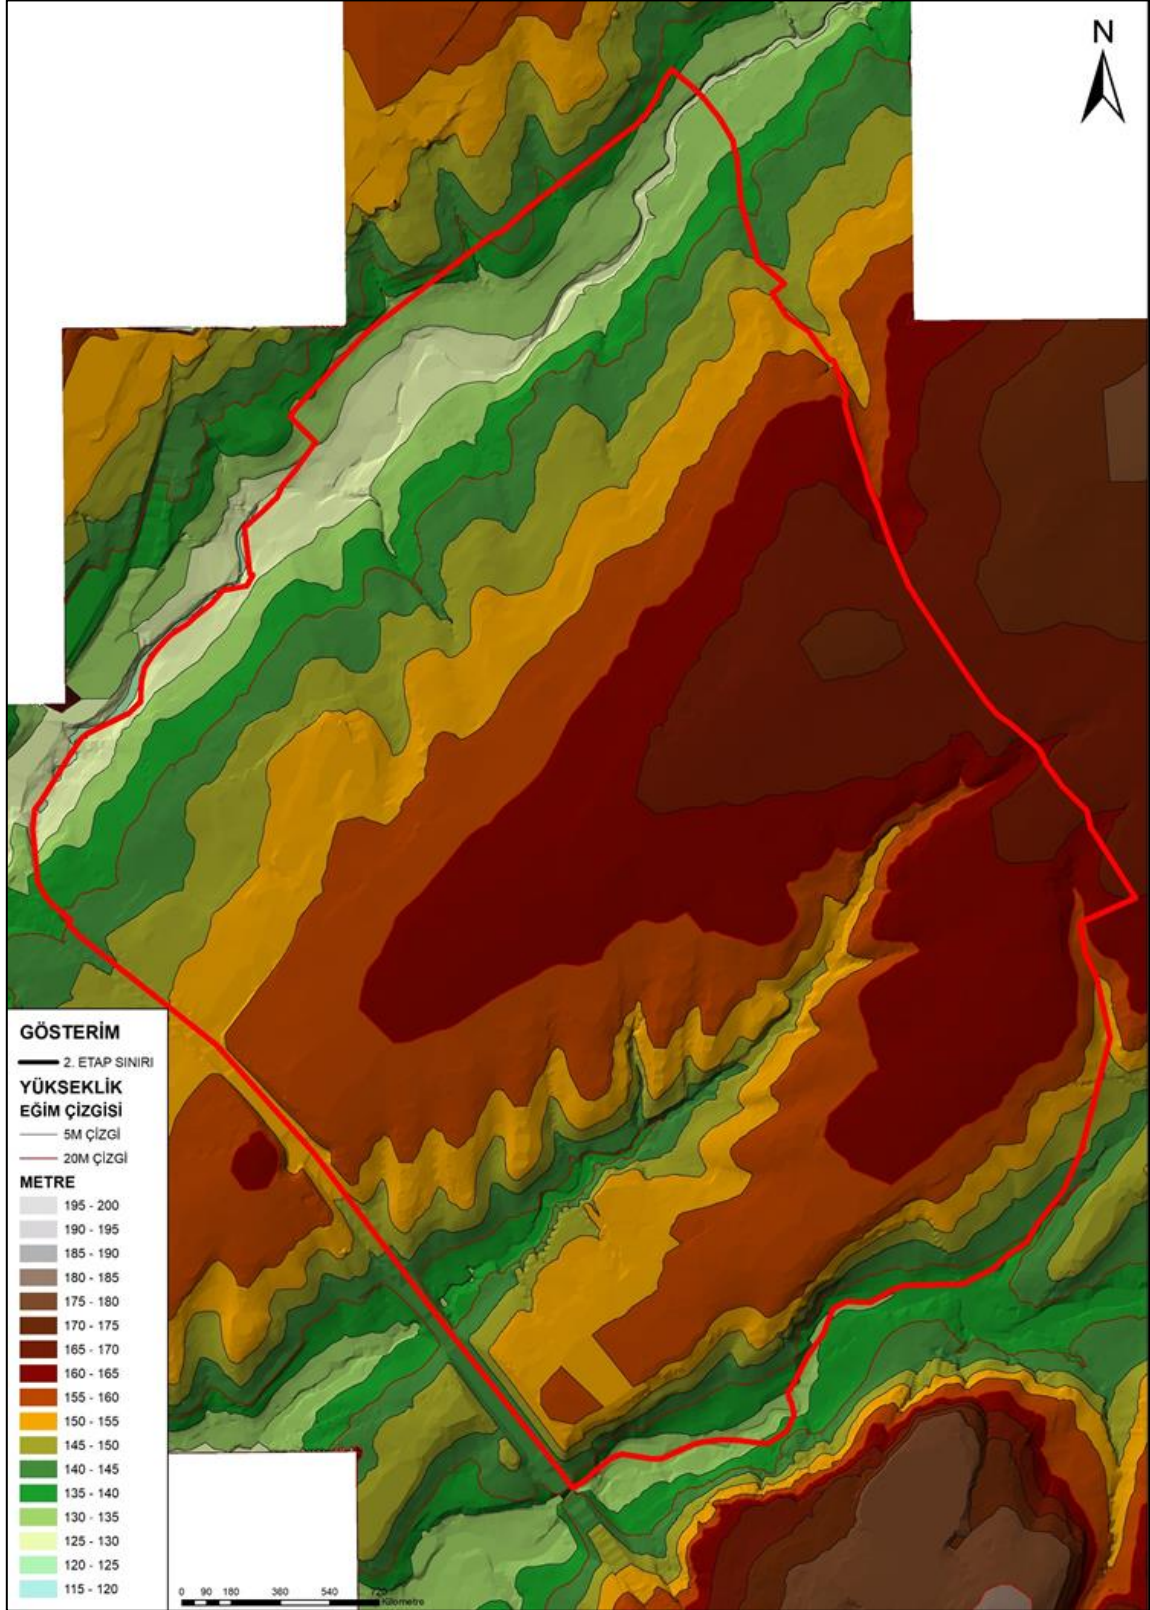 N
GÖSTERİM
2. ETAP SINIRI
YÜKSEKLİK
EĞİM ÇİZGİSİ
5M ÇİZGİ
20M ÇİZGİ
METRE
195 - 200
190 - 195
185 - 190
180 - 185
175 - 180
170 - 175
165 - 170
160 - 165
155 - 160
150 - 155
145 - 150
140 - 145
135 - 140
130 - 135
125 - 130
120 - 125
115 - 120
0 90 180 360 540 720
Kilometre